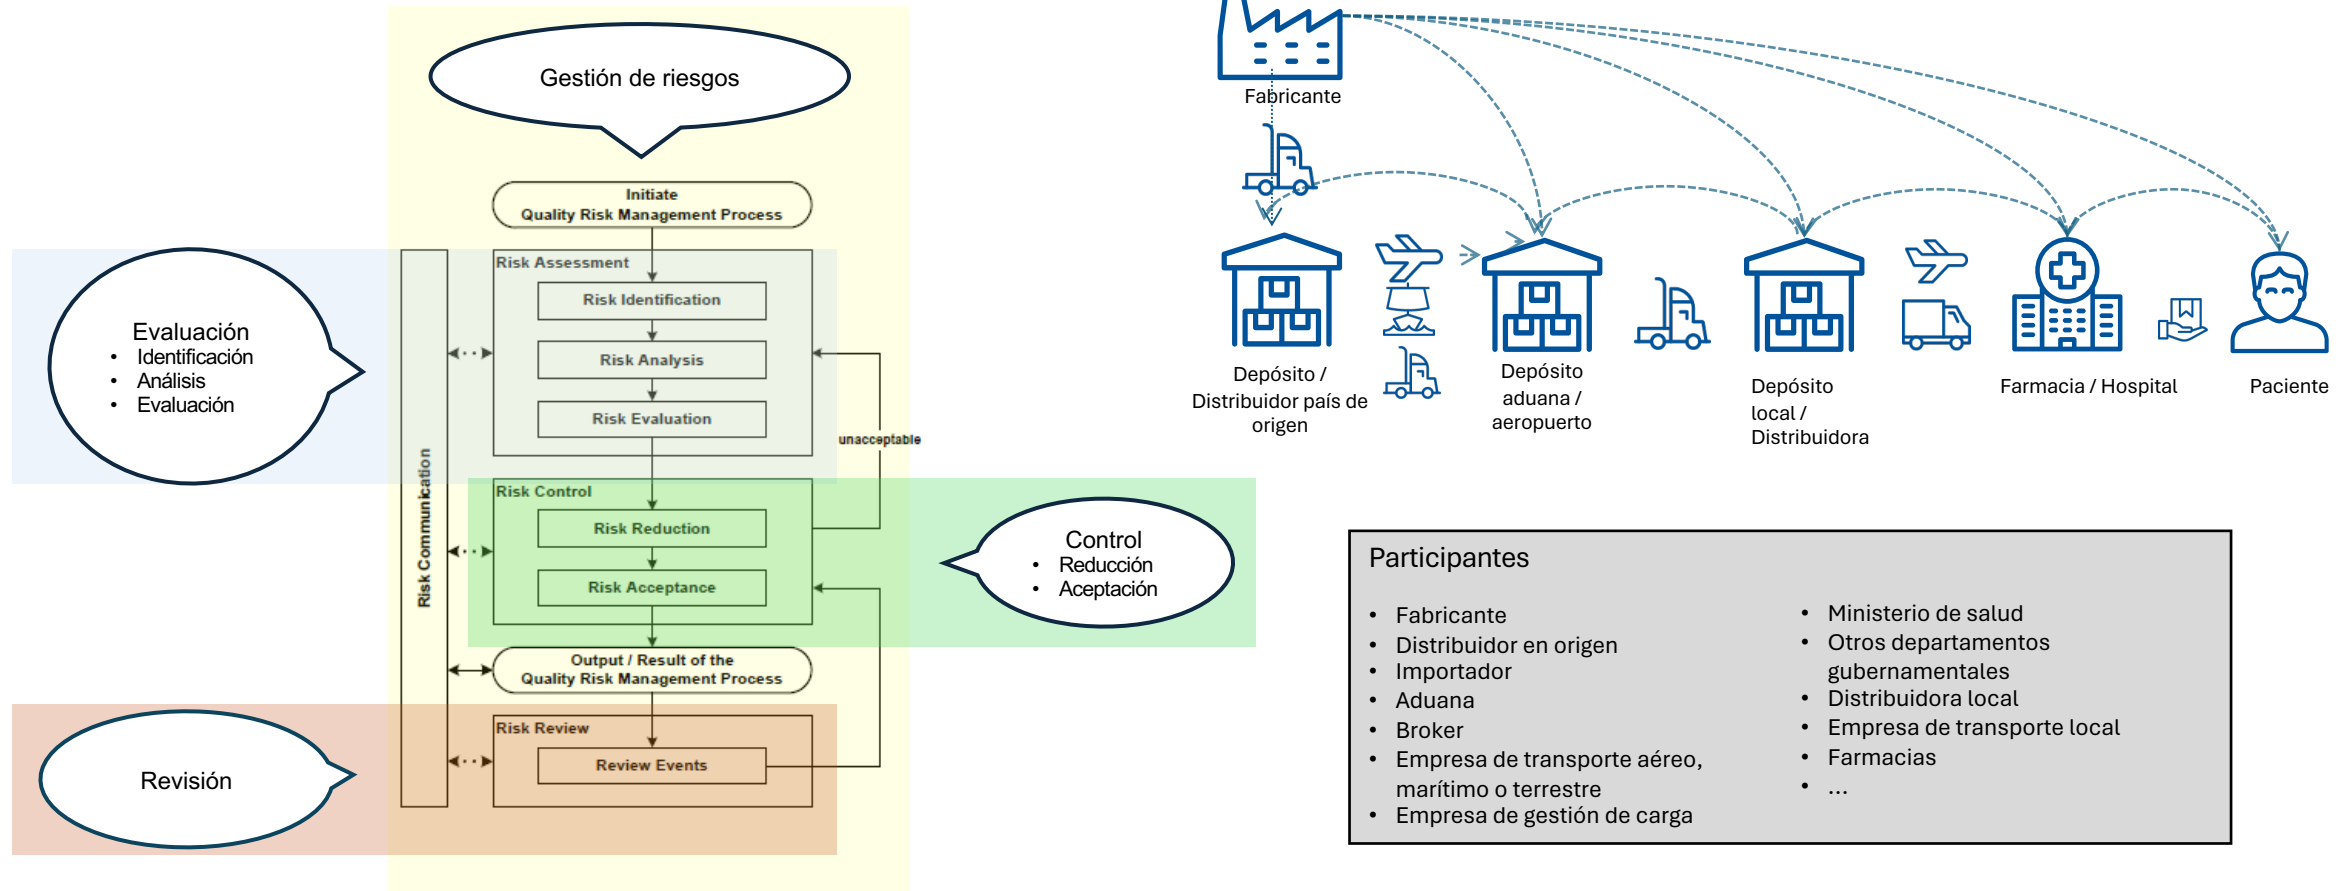 Gestión de riesgos
Initiate
Quality Risk Management Process
Risk Assessment
Risk Identification
Risk Analysis
Risk Evaluation
unacceptable
Risk Communication
Risk Control
Risk Reduction
Risk Acceptance
Output / Result of the
Quality Risk Management Process
Risk Review
Review Events
Evaluación
• Identificación
• Análisis
• Evaluación
Control
• Reducción
• Aceptación
Revisión
Fabricante
Depósito /
Distribuidor país de
origen
Depósito
aduana /
aeropuerto
Depósito
local /
Distribuidora
Farmacia / Hospital
Paciente
Participantes
• Fabricante
• Distribuidor en origen
• Importador
• Aduana
• Broker
• Empresa de transporte aéreo,
marítimo o terrestre
• Empresa de gestión de carga
• Ministerio de salud
• Otros departamentos
gubernamentales
• Distribuidora local
• Empresa de transporte local
• Farmacias
• ...